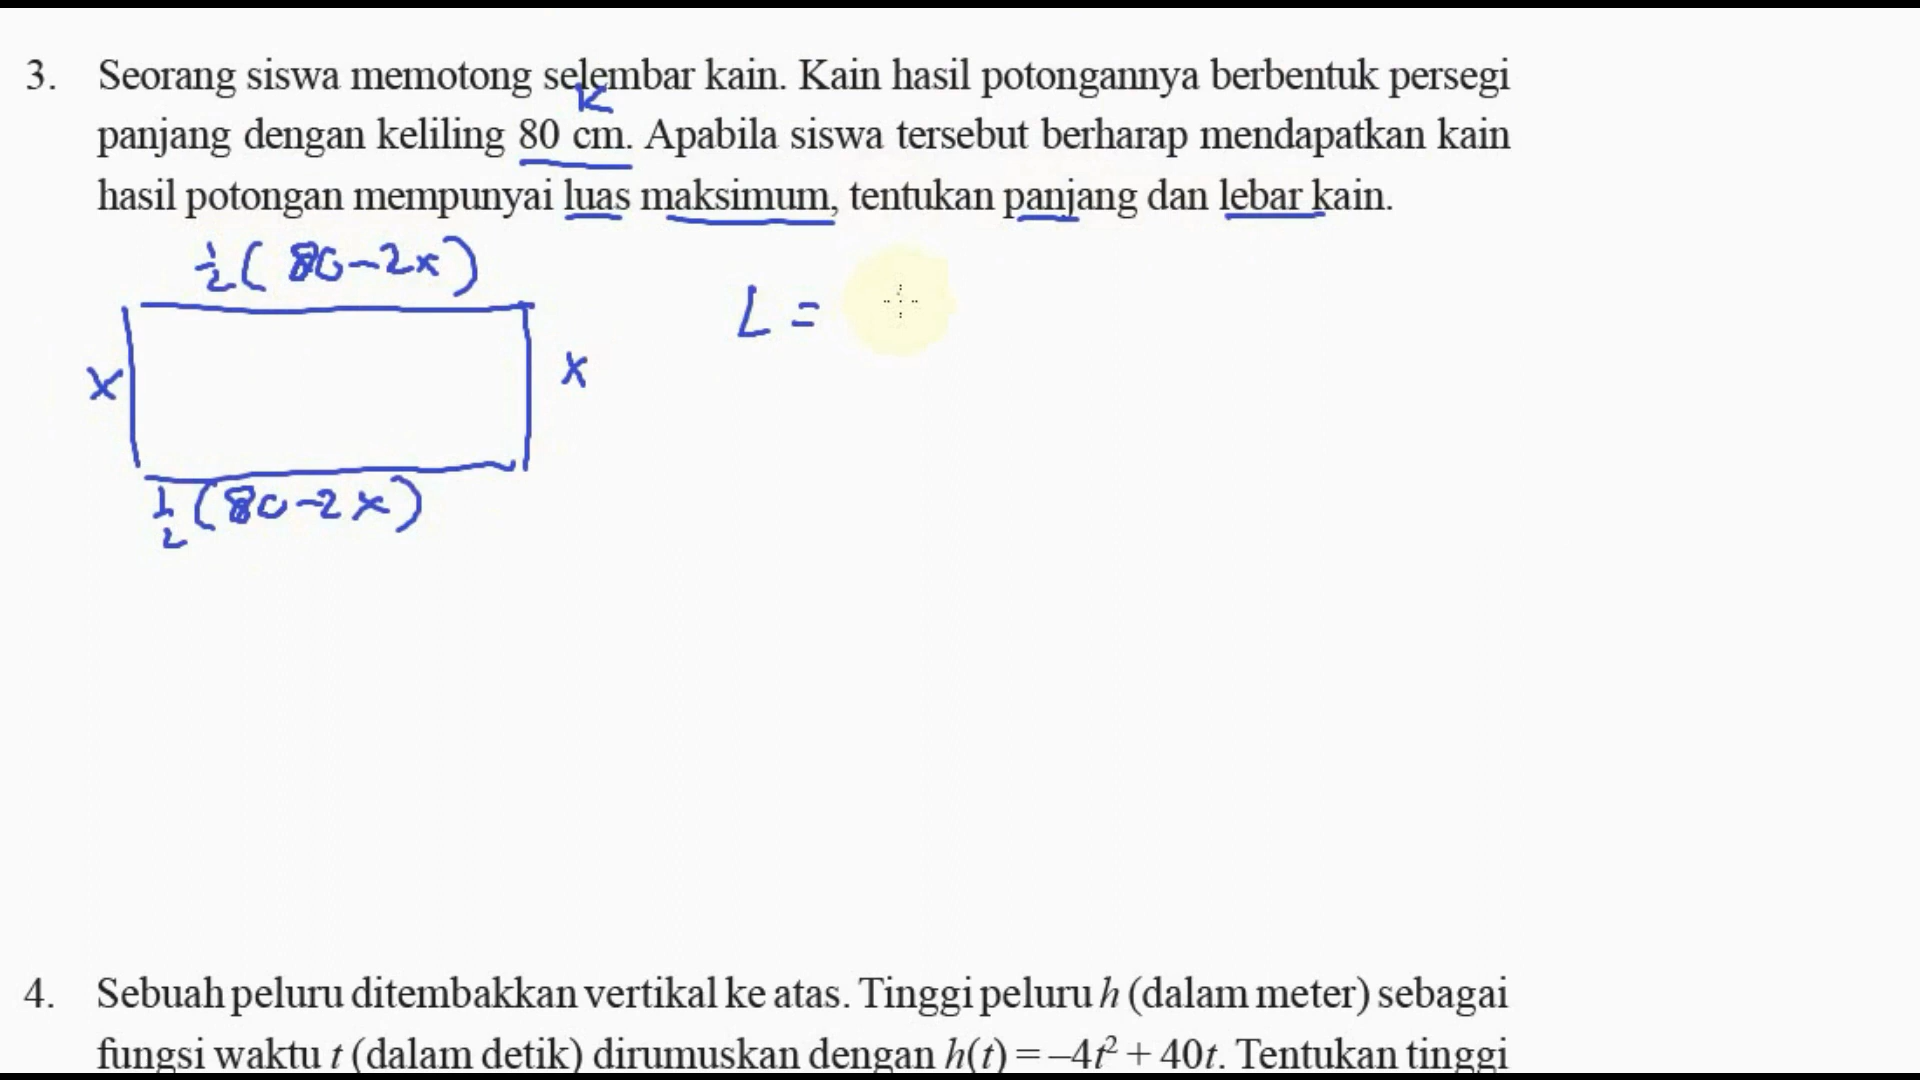 3. Seorang siswa memotong selembar kain. Kain hasil potongannya berbentuk persegi
K
panjang dengan keliling 80 cm. Apabila siswa tersebut berharap mendapatkan kain
hasil potongan mempunyai luas maksimum, tentukan panjang dan lebar kain.
½ (80-2x)
L =
x
x
½ (80-2x)
4. Sebuah peluru ditembakkan vertikal ke atas. Tinggi peluru h (dalam meter) sebagai
fungsi waktu t (dalam detik) dirumuskan dengan h(t) = –4t² + 40t. Tentukan tinggi